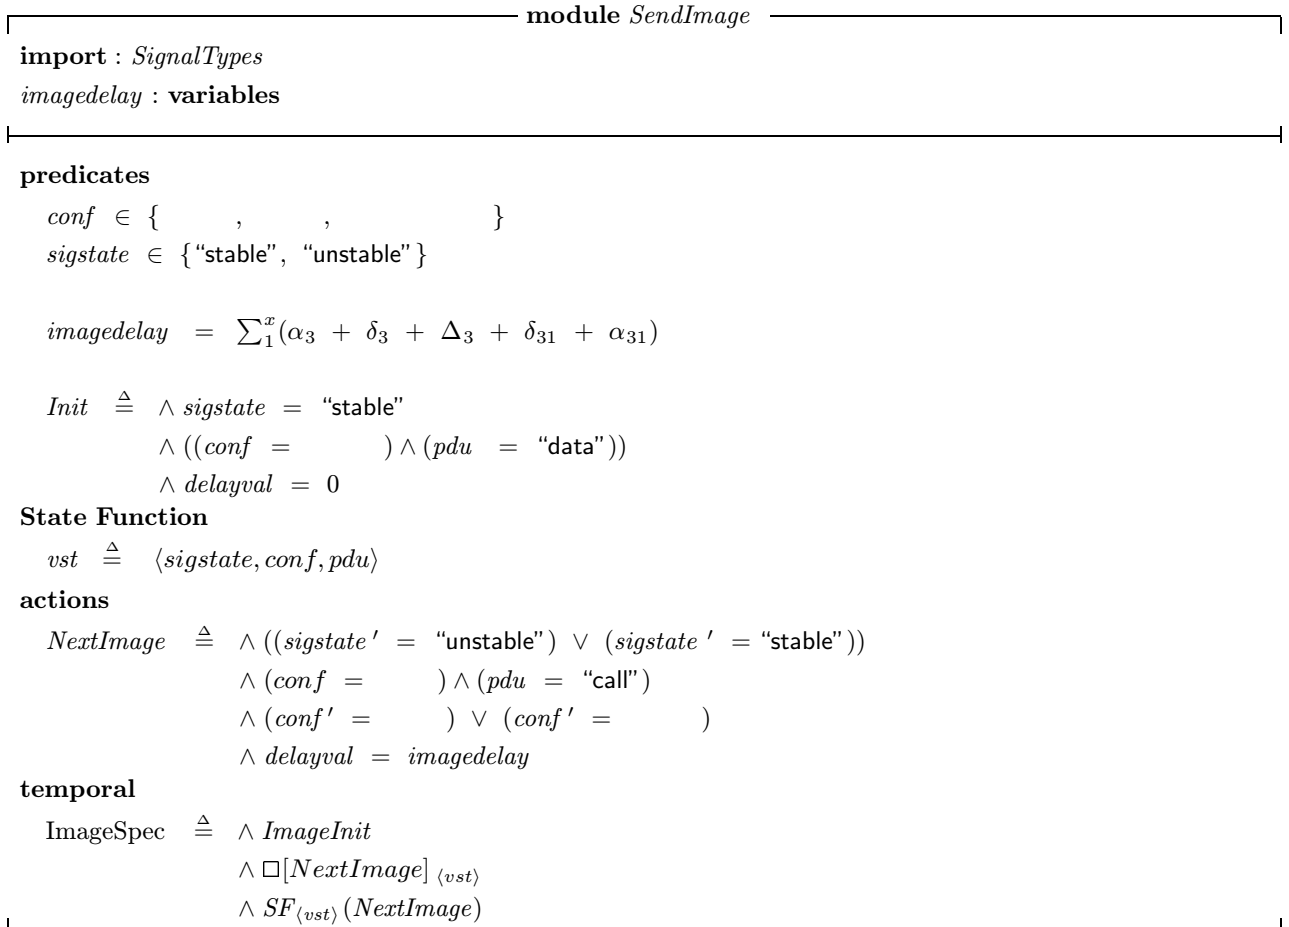 module SendImage
import : SignalTypes
imagedelay : variables
predicates
conf ∈ { , , }
sigstate ∈ {“stable”, “unstable”}
imagedelay = ∑₁ˣ(α₃ + δ₃ + Δ₃ + δ₃₁ + α₃₁)
Init ≜ ∧ sigstate = “stable”
∧ ((conf = ) ∧ (pdu = “data”))
∧ delayval = 0
State Function
vst ≜ ⟨sigstate, conf, pdu⟩
actions
NextImage ≜ ∧ ((sigstate′ = “unstable”) ∨ (sigstate′ = “stable”))
∧ (conf = ) ∧ (pdu = “call”)
∧ (conf′ = ) ∨ (conf′ = )
∧ delayval = imagedelay
temporal
ImageSpec ≜ ∧ ImageInit
∧ □[NextImage] ⟨vst⟩
∧ SF⟨vst⟩(NextImage)